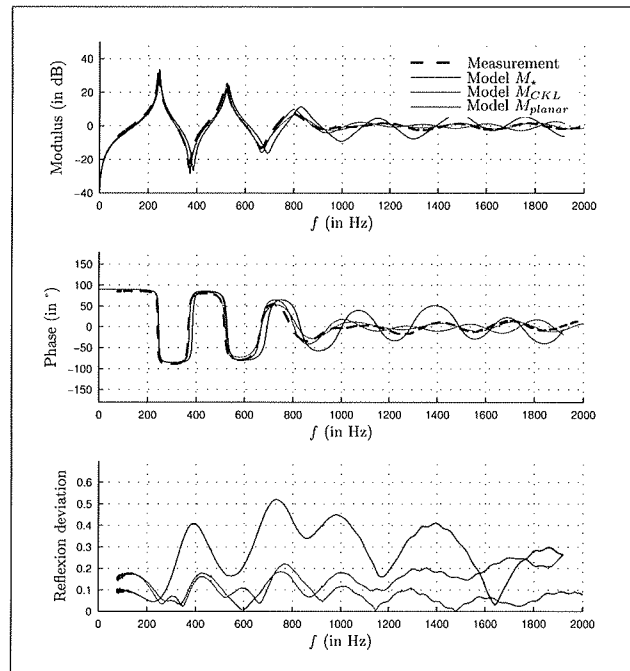 40
20
0
−20
−40
Modulus (in dB)
Measurement
Model M⋆
Model M_CKL
Model M_planar
0 200 400 600 800 1000 1200 1400 1600 1800 2000
f (in Hz)
150
100
50
0
−50
−100
−150
Phase (in °)
0 200 400 600 800 1000 1200 1400 1600 1800 2000
f (in Hz)
0.6
0.5
0.4
0.3
0.2
0.1
0
Reflexion deviation
0 200 400 600 800 1000 1200 1400 1600 1800 2000
f (in Hz)